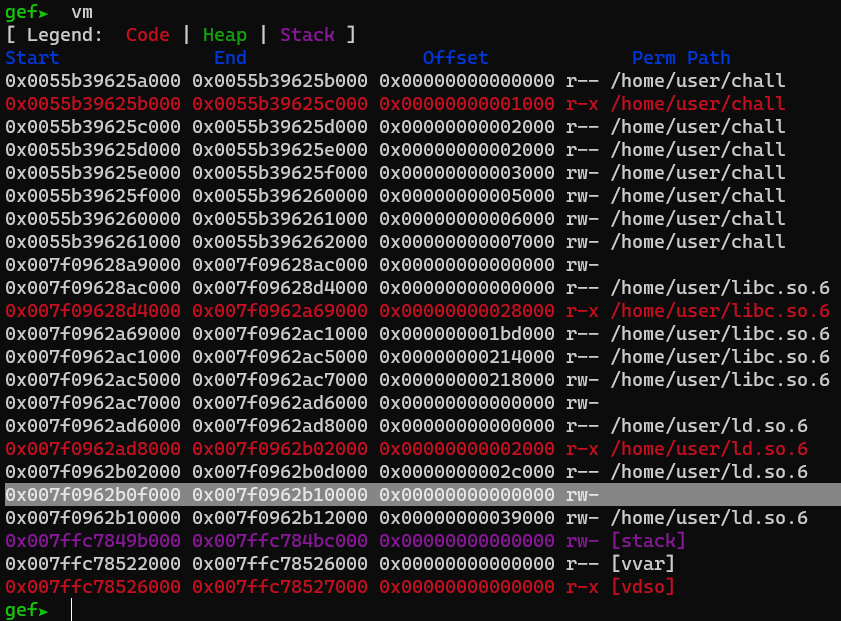 gef➤  vm
[ Legend:  Code | Heap | Stack ]
Start              End                Offset             Perm Path
0x0055b39625a000 0x0055b39625b000 0x00000000000000 r-- /home/user/chall
0x0055b39625b000 0x0055b39625c000 0x00000000001000 r-x /home/user/chall
0x0055b39625c000 0x0055b39625d000 0x00000000002000 r-- /home/user/chall
0x0055b39625d000 0x0055b39625e000 0x00000000002000 r-- /home/user/chall
0x0055b39625e000 0x0055b39625f000 0x00000000003000 rw- /home/user/chall
0x0055b39625f000 0x0055b396260000 0x00000000005000 rw- /home/user/chall
0x0055b396260000 0x0055b396261000 0x00000000006000 rw- /home/user/chall
0x0055b396261000 0x0055b396262000 0x00000000007000 rw- /home/user/chall
0x007f09628a9000 0x007f09628ac000 0x00000000000000 rw-
0x007f09628ac000 0x007f09628d4000 0x00000000000000 r-- /home/user/libc.so.6
0x007f09628d4000 0x007f0962a69000 0x00000000028000 r-x /home/user/libc.so.6
0x007f0962a69000 0x007f0962ac1000 0x000000001bd000 r-- /home/user/libc.so.6
0x007f0962ac1000 0x007f0962ac5000 0x00000000214000 r-- /home/user/libc.so.6
0x007f0962ac5000 0x007f0962ac7000 0x00000000218000 rw- /home/user/libc.so.6
0x007f0962ac7000 0x007f0962ad6000 0x00000000000000 rw-
0x007f0962ad6000 0x007f0962ad8000 0x00000000000000 r-- /home/user/ld.so.6
0x007f0962ad8000 0x007f0962b02000 0x00000000002000 r-x /home/user/ld.so.6
0x007f0962b02000 0x007f0962b0d000 0x0000000002c000 r-- /home/user/ld.so.6
0x007f0962b0f000 0x007f0962b10000 0x00000000000000 rw-
0x007f0962b10000 0x007f0962b12000 0x00000000039000 rw- /home/user/ld.so.6
0x007ffc7849b000 0x007ffc784bc000 0x00000000000000 rw- [stack]
0x007ffc78522000 0x007ffc78526000 0x00000000000000 r-- [vvar]
0x007ffc78526000 0x007ffc78527000 0x00000000000000 r-x [vdso]
gef➤